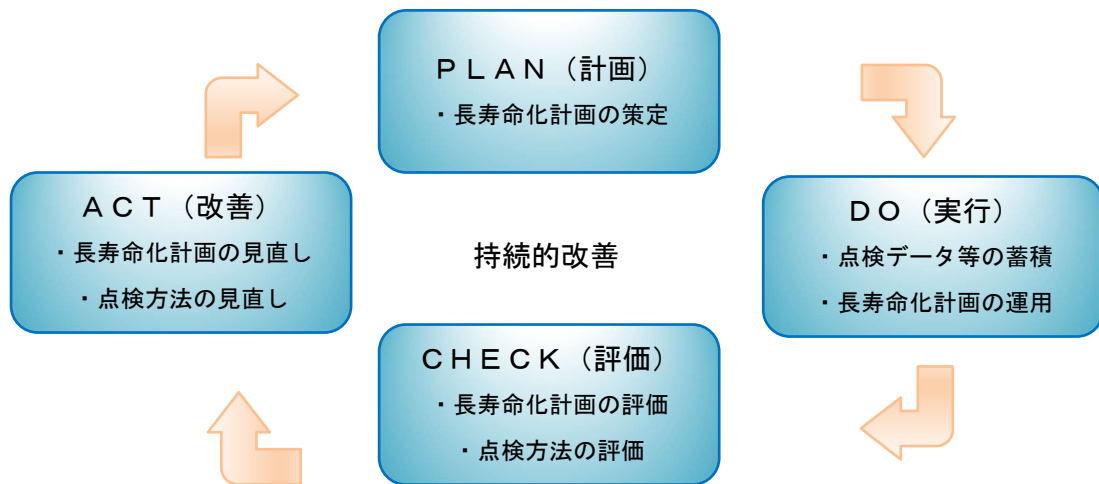 ＰＬＡＮ（計画）
・長寿命化計画の策定
ＡＣＴ（改善）
・長寿命化計画の見直し
・点検方法の見直し
持続的改善
ＤＯ（実行）
・点検データ等の蓄積
・長寿命化計画の運用
ＣＨＥＣＫ（評価）
・長寿命化計画の評価
・点検方法の評価